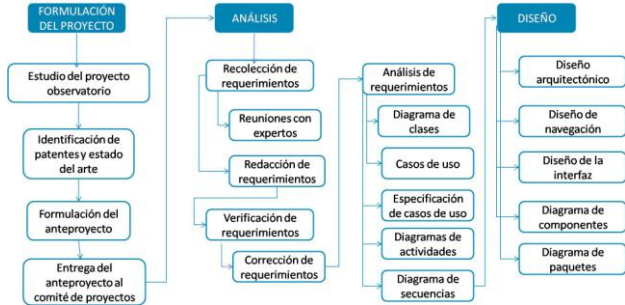 FORMULACIÓN
DEL PROYECTO
Estudio del proyecto
observatorio
Identificación de
patentes y estado
del arte
Formulación del
anteproyecto
Entrega del
anteproyecto al
comité de proyectos
ANÁLISIS
Recolección de
requerimientos
Reuniones con
expertos
Redacción de
requerimientos
Verificación de
requerimientos
Corrección de
requerimientos
Análisis de
requerimientos
Diagrama de
clases
Casos de uso
Especificación
de casos de uso
Diagramas de
actividades
Diagrama de
secuencias
DISEÑO
Diseño
arquitectónico
Diseño de
navegación
Diseño de la
interfaz
Diagrama de
componentes
Diagrama de
paquetes